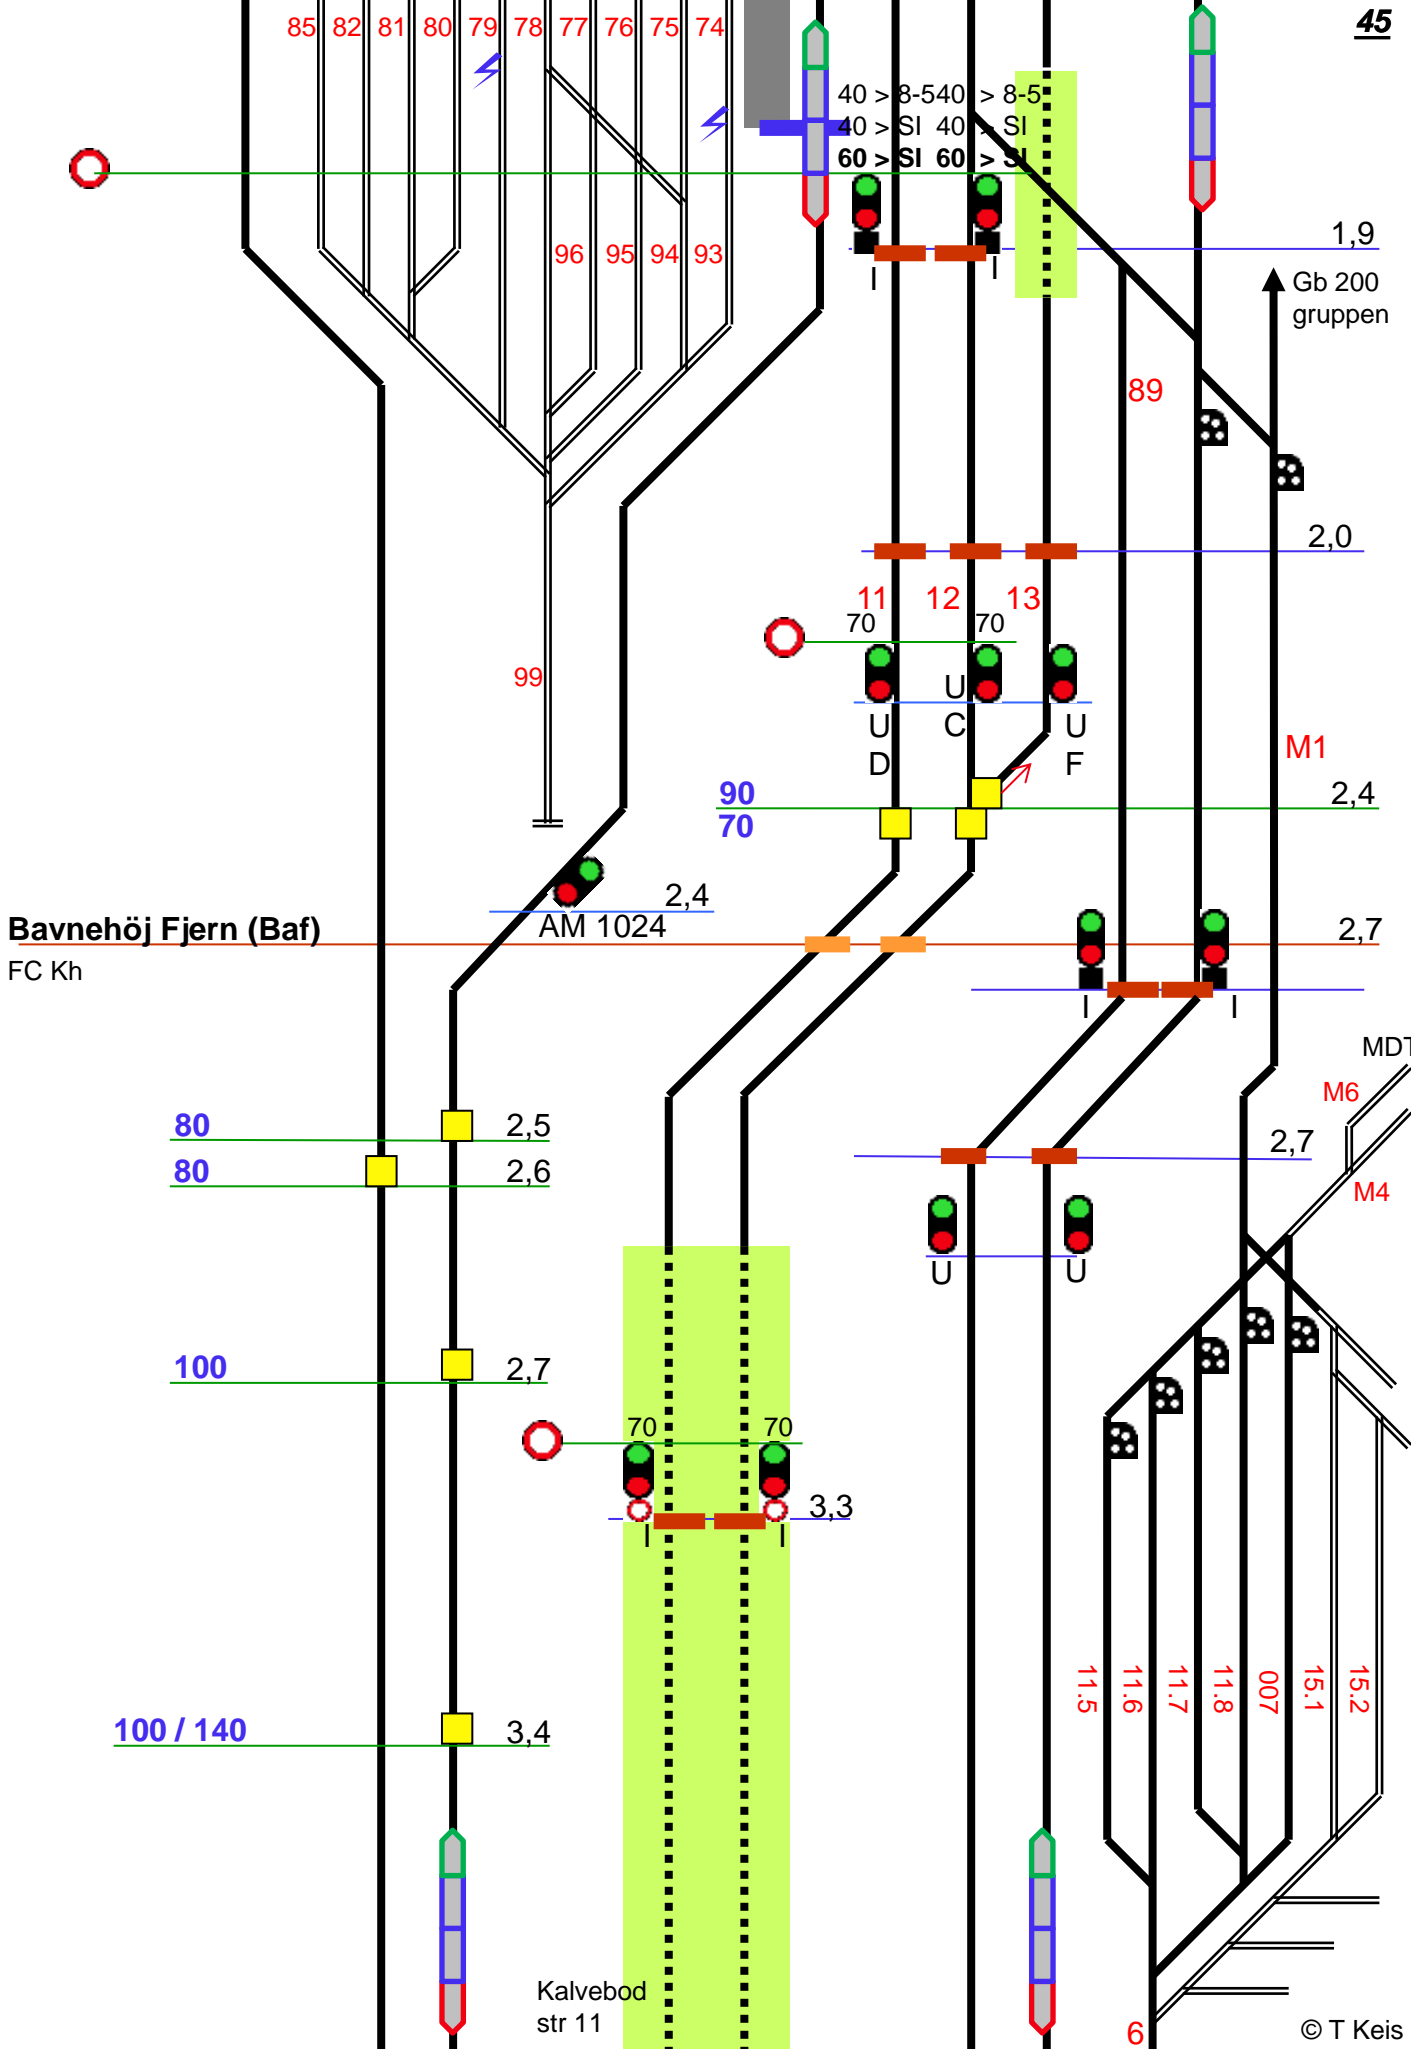 45
85 82 81 80 79 78 77 76 75 74
40 > 8-5 40 > 8-5
40 > SI 40 > SI
60 > SI 60 > SI
1,9
96 95 94 93
I I
Gb 200
gruppen
89
2,0
11 12 13
70 70
99
U
U C U
D F
M1
90
70
2,4
2,4
AM 1024
Bavnehöj Fjern (Baf)
2,7
FC Kh
I I
MDT
M6
80
2,5
2,7
80
2,6
M4
U U
100
2,7
70 70
3,3
I I
11.5 11.6 11.7 11.8 007 15.1 15.2
100 / 140
3,4
Kalvebod
str 11
6
© T Keis